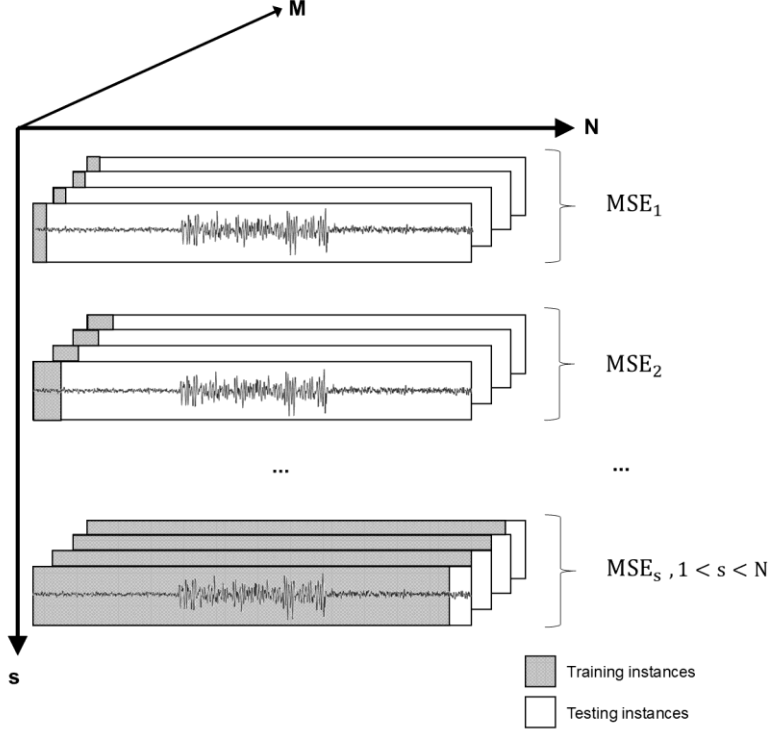 M
N
MSE₁
MSE₂
... ...
MSEₛ , 1 < s < N
s
Training instances
Testing instances